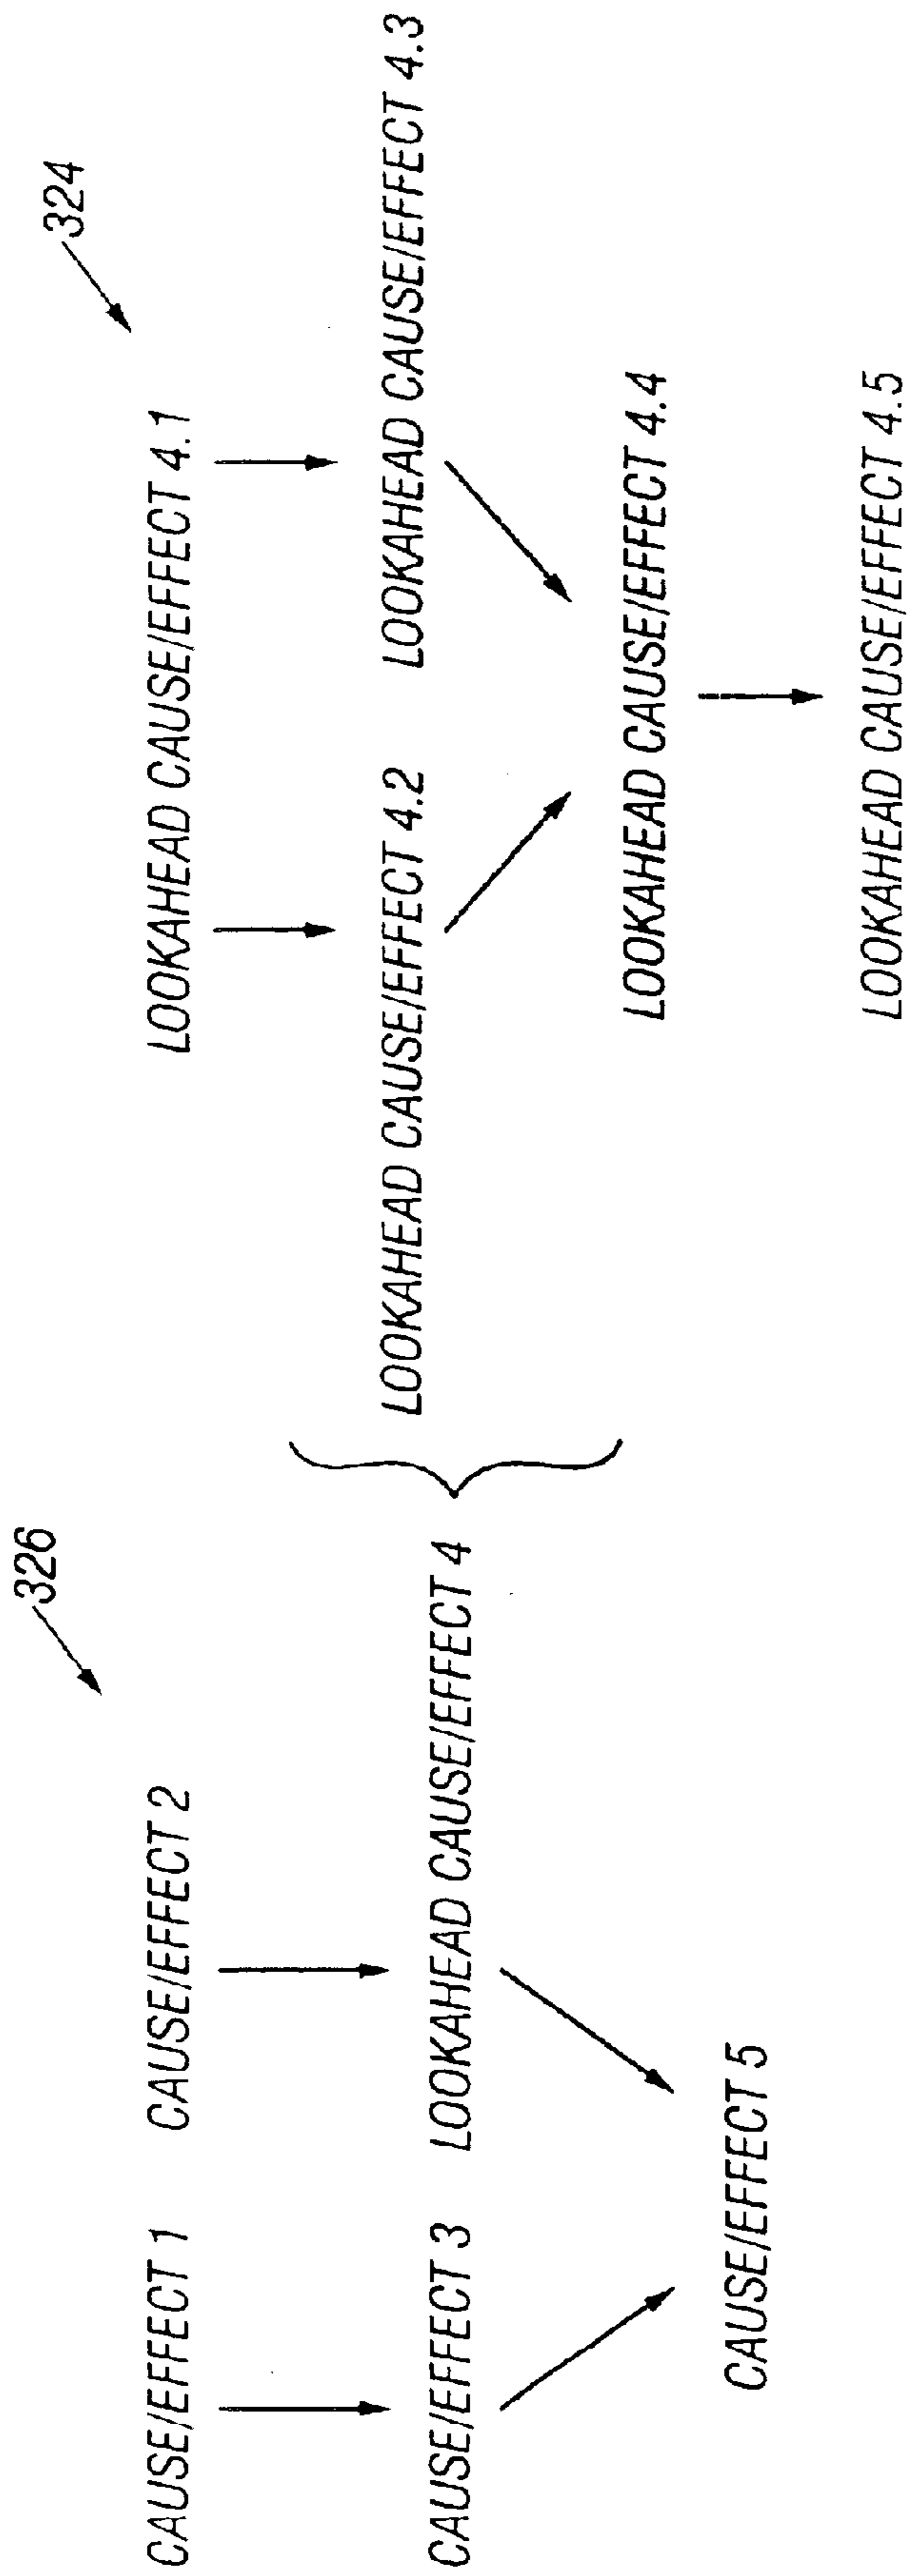 326
CAUSE/EFFECT 1
CAUSE/EFFECT 2
CAUSE/EFFECT 3
LOOKAHEAD CAUSE/EFFECT 4
CAUSE/EFFECT 5
324
LOOKAHEAD CAUSE/EFFECT 4.1
LOOKAHEAD CAUSE/EFFECT 4.2
LOOKAHEAD CAUSE/EFFECT 4.3
LOOKAHEAD CAUSE/EFFECT 4.4
LOOKAHEAD CAUSE/EFFECT 4.5